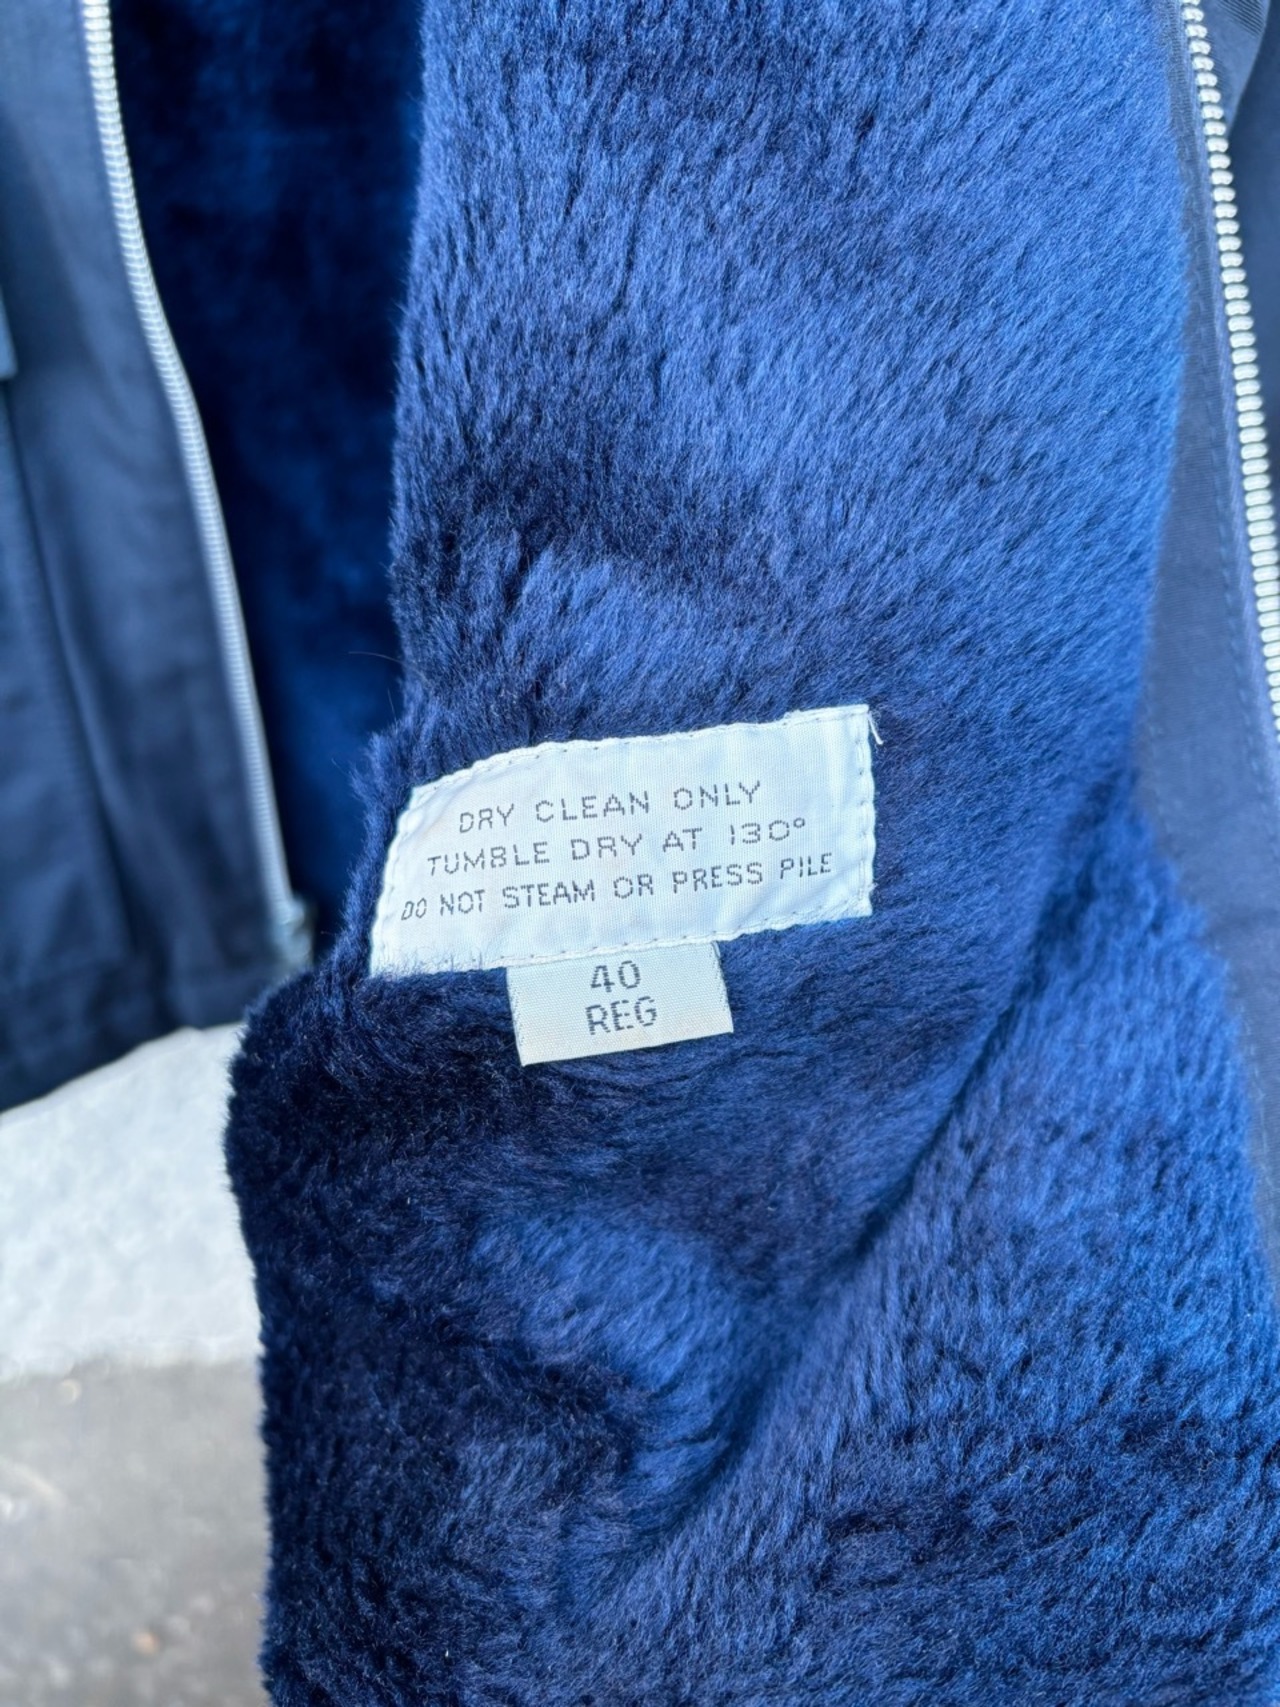 DRY CLEAN ONLY
TUMBLE DRY AT 130°
DO NOT STEAM OR PRESS PILE
40
REG